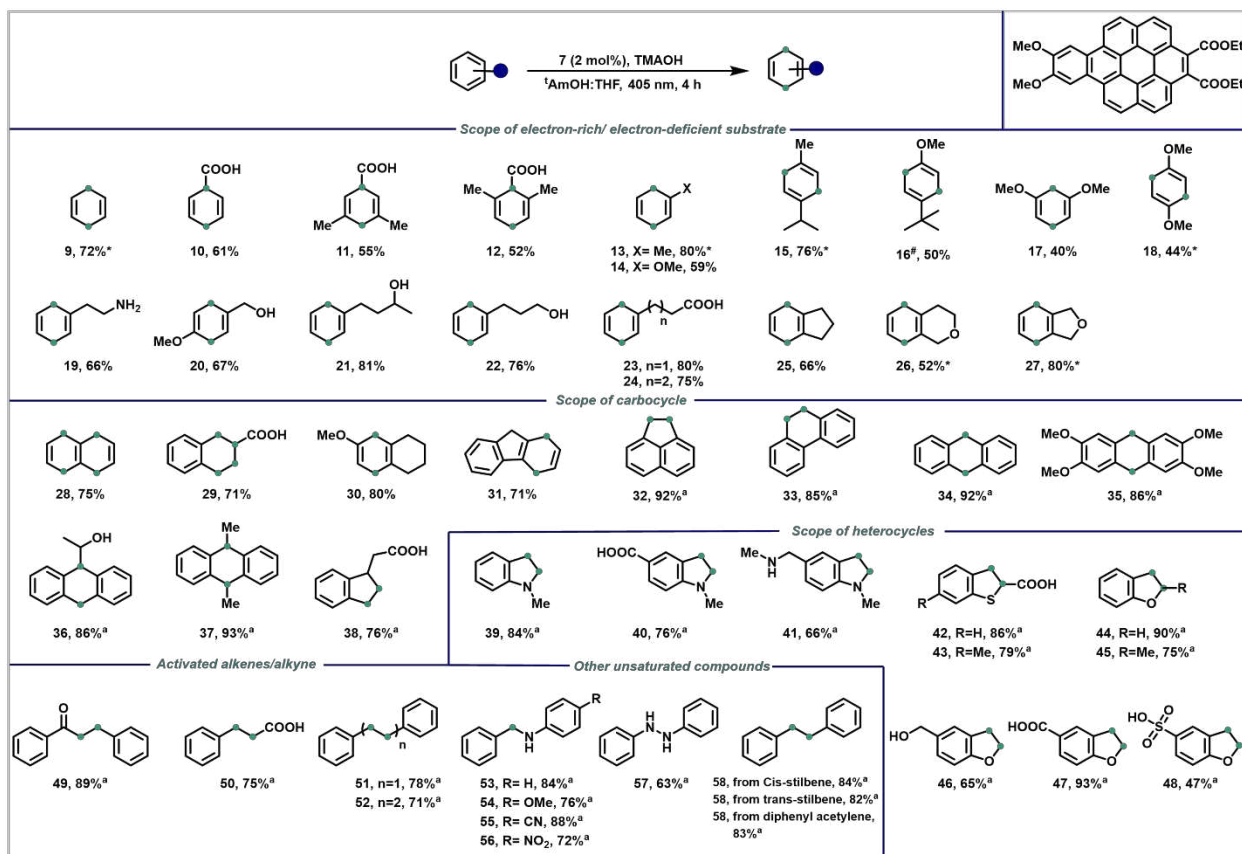 7 (2 mol%), TMAOH
ᵗAmOH:THF, 405 nm, 4 h
MeO
MeO
COOEt
COOEt
Scope of electron-rich/ electron-deficient substrate
COOH
COOH
Me
Me
COOH
Me
Me
X
Me
OMe
MeO
OMe
OMe
OMe
9, 72%*
10, 61%
11, 55%
12, 52%
13, X= Me, 80%*
14, X= OMe, 59%
15, 76%*
16#, 50%
17, 40%
18, 44%*
NH₂
MeO
OH
OH
OH
n
COOH
O
O
19, 66%
20, 67%
21, 81%
22, 76%
23, n=1, 80%
24, n=2, 75%
25, 66%
26, 52%*
27, 80%*
Scope of carbocycle
COOH
MeO
MeO
MeO
OMe
OMe
28, 75%
29, 71%
30, 80%
31, 71%
32, 92%ᵃ
33, 85%ᵃ
34, 92%ᵃ
35, 86%ᵃ
Scope of heterocycles
OH
Me
Me
COOH
N
Me
HOOC
N
Me
Me
N
H
N
Me
R
S
COOH
O
R
36, 86%ᵃ
37, 93%ᵃ
38, 76%ᵃ
39, 84%ᵃ
40, 76%ᵃ
41, 66%ᵃ
42, R=H, 86%ᵃ
43, R=Me, 79%ᵃ
44, R=H, 90%ᵃ
45, R=Me, 75%ᵃ
Activated alkenes/alkyne
Other unsaturated compounds
O
COOH
n
N
H
R
H
N
N
H
HO
O
HOOC
O
HO
O
S
O
O
49, 89%ᵃ
50, 75%ᵃ
51, n=1, 78%ᵃ
52, n=2, 71%ᵃ
53, R= H, 84%ᵃ
54, R= OMe, 76%ᵃ
55, R= CN, 88%ᵃ
56, R= NO₂, 72%ᵃ
57, 63%ᵃ
58, from Cis-stilbene, 84%ᵃ
58, from trans-stilbene, 82%ᵃ
58, from diphenyl acetylene,
83%ᵃ
46, 65%ᵃ
47, 93%ᵃ
48, 47%ᵃ